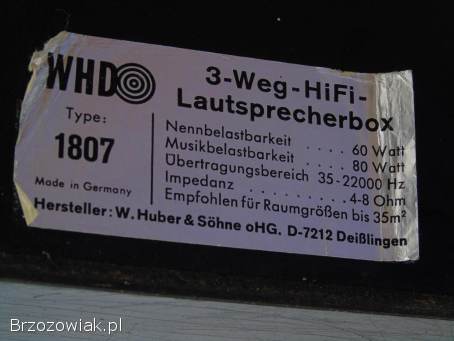 WHD
3-Weg-HiFi-
Lautsprecherbox
Type:
1807
Made in Germany
Nennbelastbarkeit . . . . 60 Watt
Musikbelastbarkeit . . . . 80 Watt
Übertragungsbereich 35-22000 Hz
Impedanz . . . . . . . . 4-8 Ohm
Empfohlen für Raumgrößen bis 35m²
Hersteller: W. Huber & Söhne oHG. D-7212 Deißlingen
Brzozowiak.pl